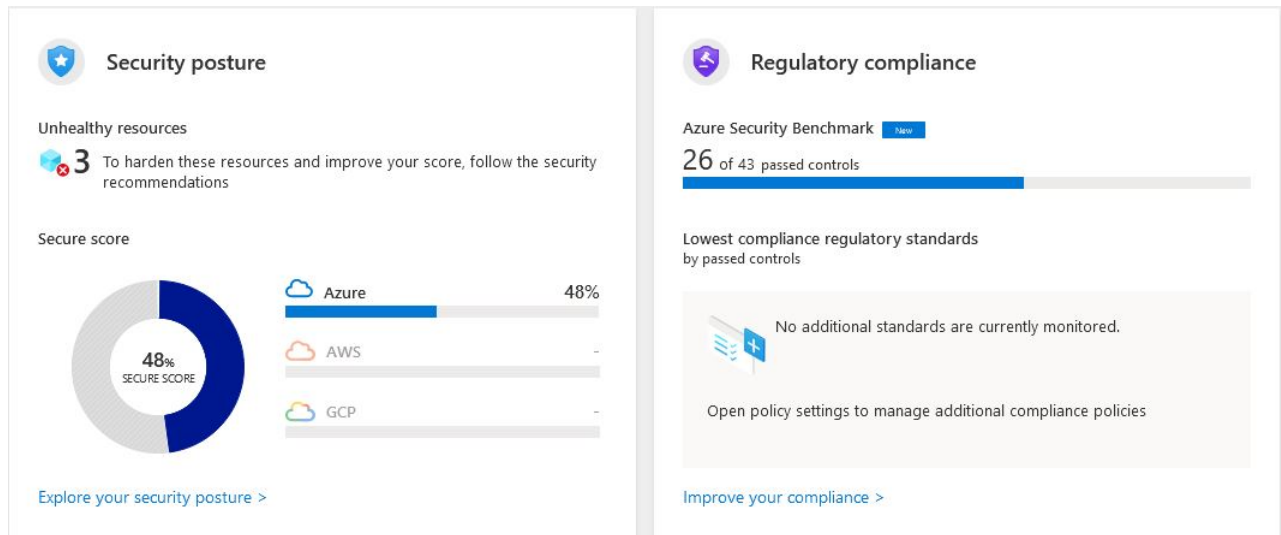 Security posture
Unhealthy resources
3 To harden these resources and improve your score, follow the security
recommendations
Secure score
48%
SECURE SCORE
Azure 48%
AWS -
GCP -
Explore your security posture >
Regulatory compliance
Azure Security Benchmark New
26 of 43 passed controls
Lowest compliance regulatory standards
by passed controls
No additional standards are currently monitored.
Open policy settings to manage additional compliance policies
Improve your compliance >